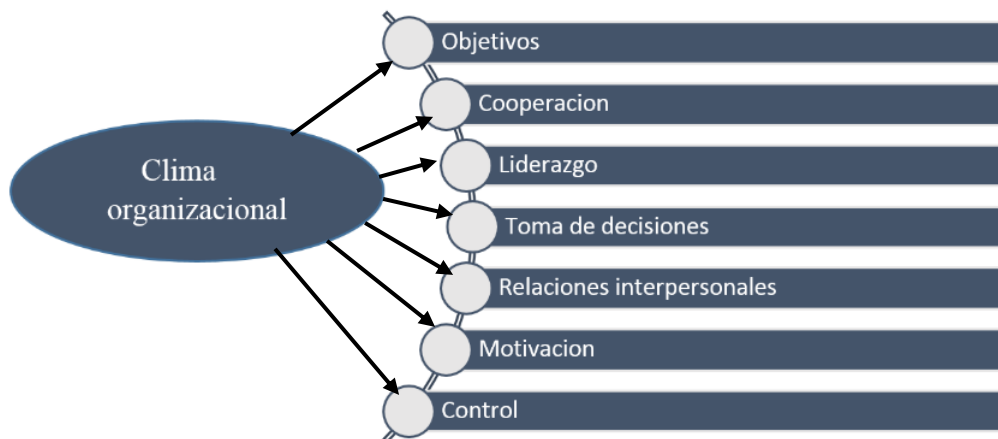 Objetivos
Cooperacion
Clima
organizacional
Liderazgo
Toma de decisiones
Relaciones interpersonales
Motivacion
Control